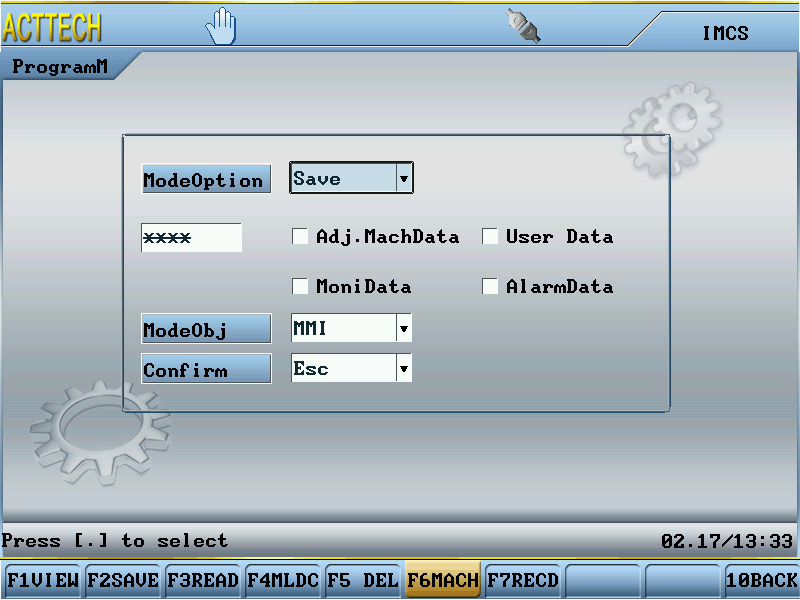 ACTTECH
IMCS
ProgramM
ModeOption Save
xxxx Adj.MachData User Data
MoniData AlarmData
ModeObj MMI
Confirm Esc
Press [.] to select 02.17/13:33
F1VIEW F2SAVE F3READ F4MLDC F5 DEL F6MACH F7RECD 10BACK